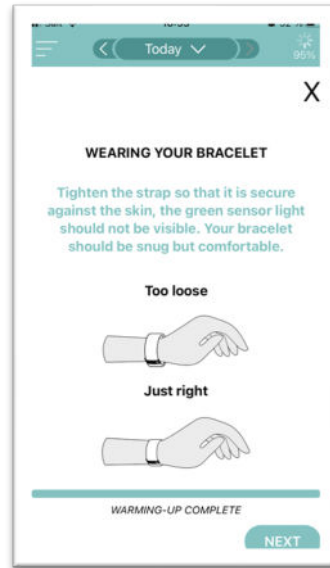 Today
95%
X
WEARING YOUR BRACELET
Tighten the strap so that it is secure
against the skin, the green sensor light
should not be visible. Your bracelet
should be snug but comfortable.
Too loose
Just right
WARMING-UP COMPLETE
NEXT